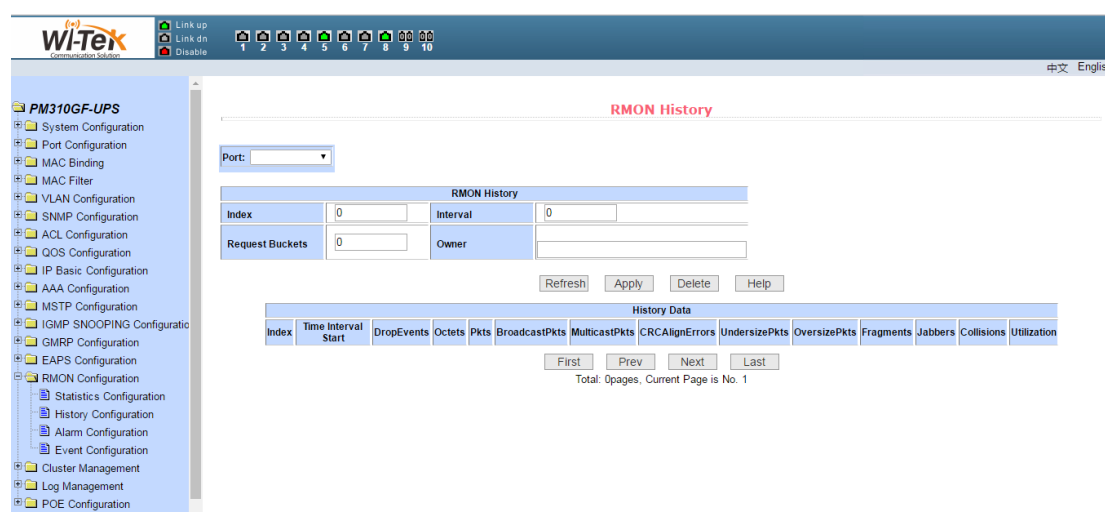 WI-TEK
Communication Solution
Link up
Link dn
Disable
1 2 3 4 5 6 7 8 9 10
中文 Englis
PM310GF-UPS
System Configuration
Port Configuration
MAC Binding
MAC Filter
VLAN Configuration
SNMP Configuration
ACL Configuration
QOS Configuration
IP Basic Configuration
AAA Configuration
MSTP Configuration
IGMP SNOOPING Configuratio
GMRP Configuration
EAPS Configuration
RMON Configuration
Statistics Configuration
History Configuration
Alarm Configuration
Event Configuration
Cluster Management
Log Management
POE Configuration
RMON History
Port:
RMON History
Index 0 Interval 0
Request Buckets 0 Owner
Refresh Apply Delete Help
History Data
Index Time Interval Start DropEvents Octets Pkts BroadcastPkts MulticastPkts CRCAlignErrors UndersizePkts OversizePkts Fragments Jabbers Collisions Utilization
First Prev Next Last
Total: 0pages, Current Page is No. 1